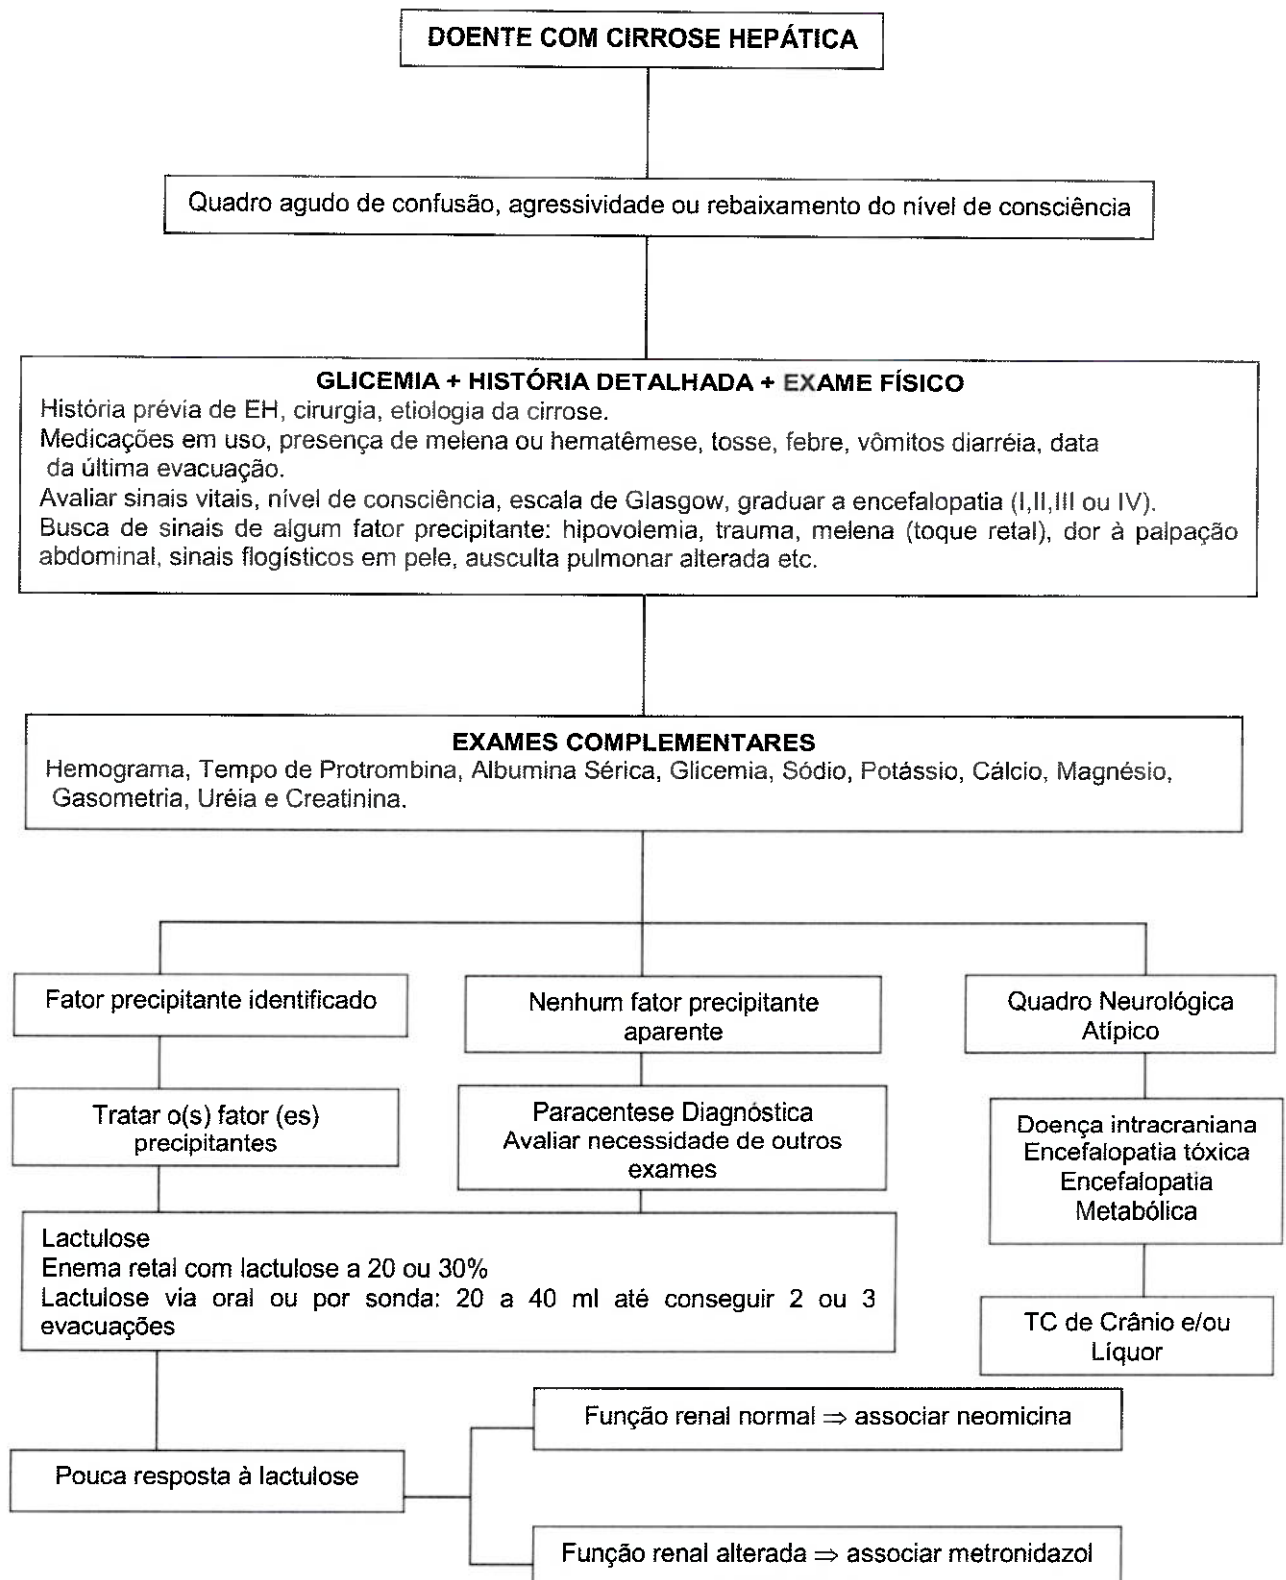 DOENTE COM CIRROSE HEPÁTICA
Quadro agudo de confusão, agressividade ou rebaixamento do nível de consciência
GLICEMIA + HISTÓRIA DETALHADA + EXAME FÍSICO
História prévia de EH, cirurgia, etiologia da cirrose.
Medicações em uso, presença de melena ou hematêmese, tosse, febre, vômitos diarréia, data
da última evacuação.
Avaliar sinais vitais, nível de consciência, escala de Glasgow, graduar a encefalopatia (I,II,III ou IV).
Busca de sinais de algum fator precipitante: hipovolemia, trauma, melena (toque retal), dor à palpação
abdominal, sinais flogísticos em pele, ausculta pulmonar alterada etc.
EXAMES COMPLEMENTARES
Hemograma, Tempo de Protrombina, Albumina Sérica, Glicemia, Sódio, Potássio, Cálcio, Magnésio,
Gasometria, Uréia e Creatinina.
Fator precipitante identificado
Nenhum fator precipitante
aparente
Quadro Neurológica
Atípico
Tratar o(s) fator (es)
precipitantes
Paracentese Diagnóstica
Avaliar necessidade de outros
exames
Doença intracraniana
Encefalopatia tóxica
Encefalopatia
Metabólica
Lactulose
Enema retal com lactulose a 20 ou 30%
Lactulose via oral ou por sonda: 20 a 40 ml até conseguir 2 ou 3
evacuações
TC de Crânio e/ou
Líquor
Função renal normal ⇒ associar neomicina
Pouca resposta à lactulose
Função renal alterada ⇒ associar metronidazol